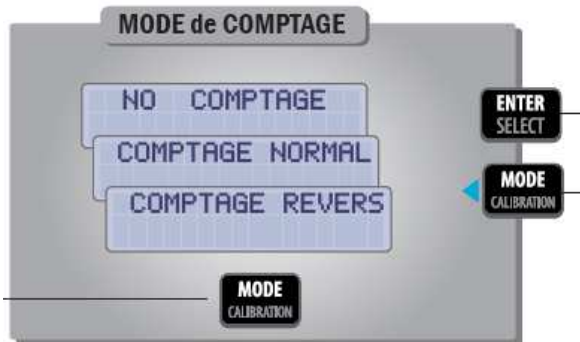 MODE de COMPTAGE
NO COMPTAGE
COMPTAGE NORMAL
COMPTAGE REVERS
ENTER
SELECT
MODE
CALIBRATION
MODE
CALIBRATION